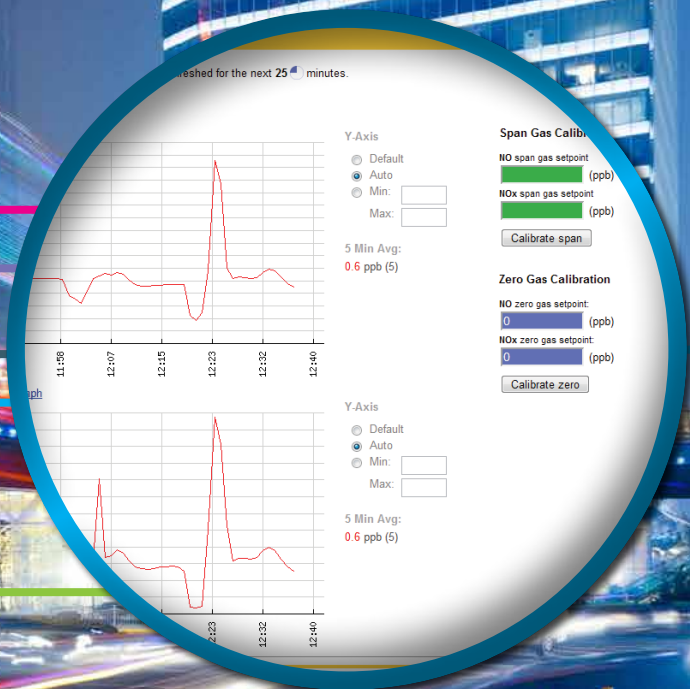 reshed for the next 25 minutes.
Y-Axis
Default
Auto
Min:
Max:
5 Min Avg:
0.6 ppb (5)
11:58
12:07
12:15
12:23
12:32
12:40
Span Gas Calib
NO span gas setpoint
(ppb)
NOx span gas setpoint
(ppb)
Calibrate span
Zero Gas Calibration
NO zero gas setpoint:
0 (ppb)
NOx zero gas setpoint:
0 (ppb)
Calibrate zero
ph
Y-Axis
Default
Auto
Min:
Max:
5 Min Avg:
0.6 ppb (5)
:23
12:32
12:40